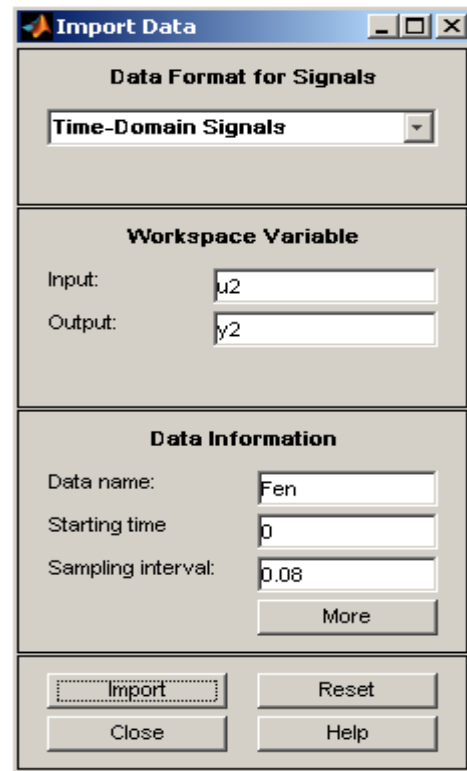 Import Data
Data Format for Signals
Time-Domain Signals
Workspace Variable
Input: u2
Output: y2
Data Information
Data name: Fen
Starting time 0
Sampling interval: 0.08
More
Import Reset
Close Help